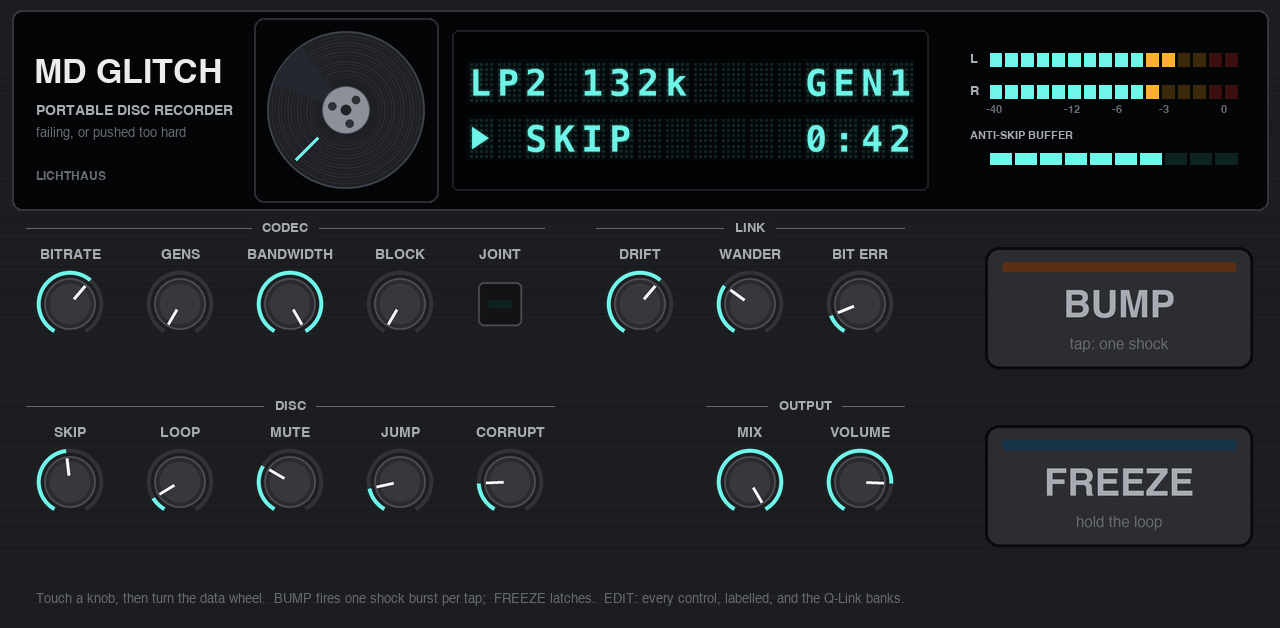 MD GLITCH
PORTABLE DISC RECORDER
failing, or pushed too hard
LICHTHAUS
LP2 132k GEN1
SKIP 0:42
L
R
-40 -12 -6 -3 0
ANTI-SKIP BUFFER
CODEC
BITRATE GENS BANDWIDTH BLOCK JOINT
LINK
DRIFT WANDER BIT ERR
BUMP
tap: one shock
DISC
SKIP LOOP MUTE JUMP CORRUPT
OUTPUT
MIX VOLUME
FREEZE
hold the loop
Touch a knob, then turn the data wheel. BUMP fires one shock burst per tap; FREEZE latches. EDIT: every control, labelled, and the Q-Link banks.